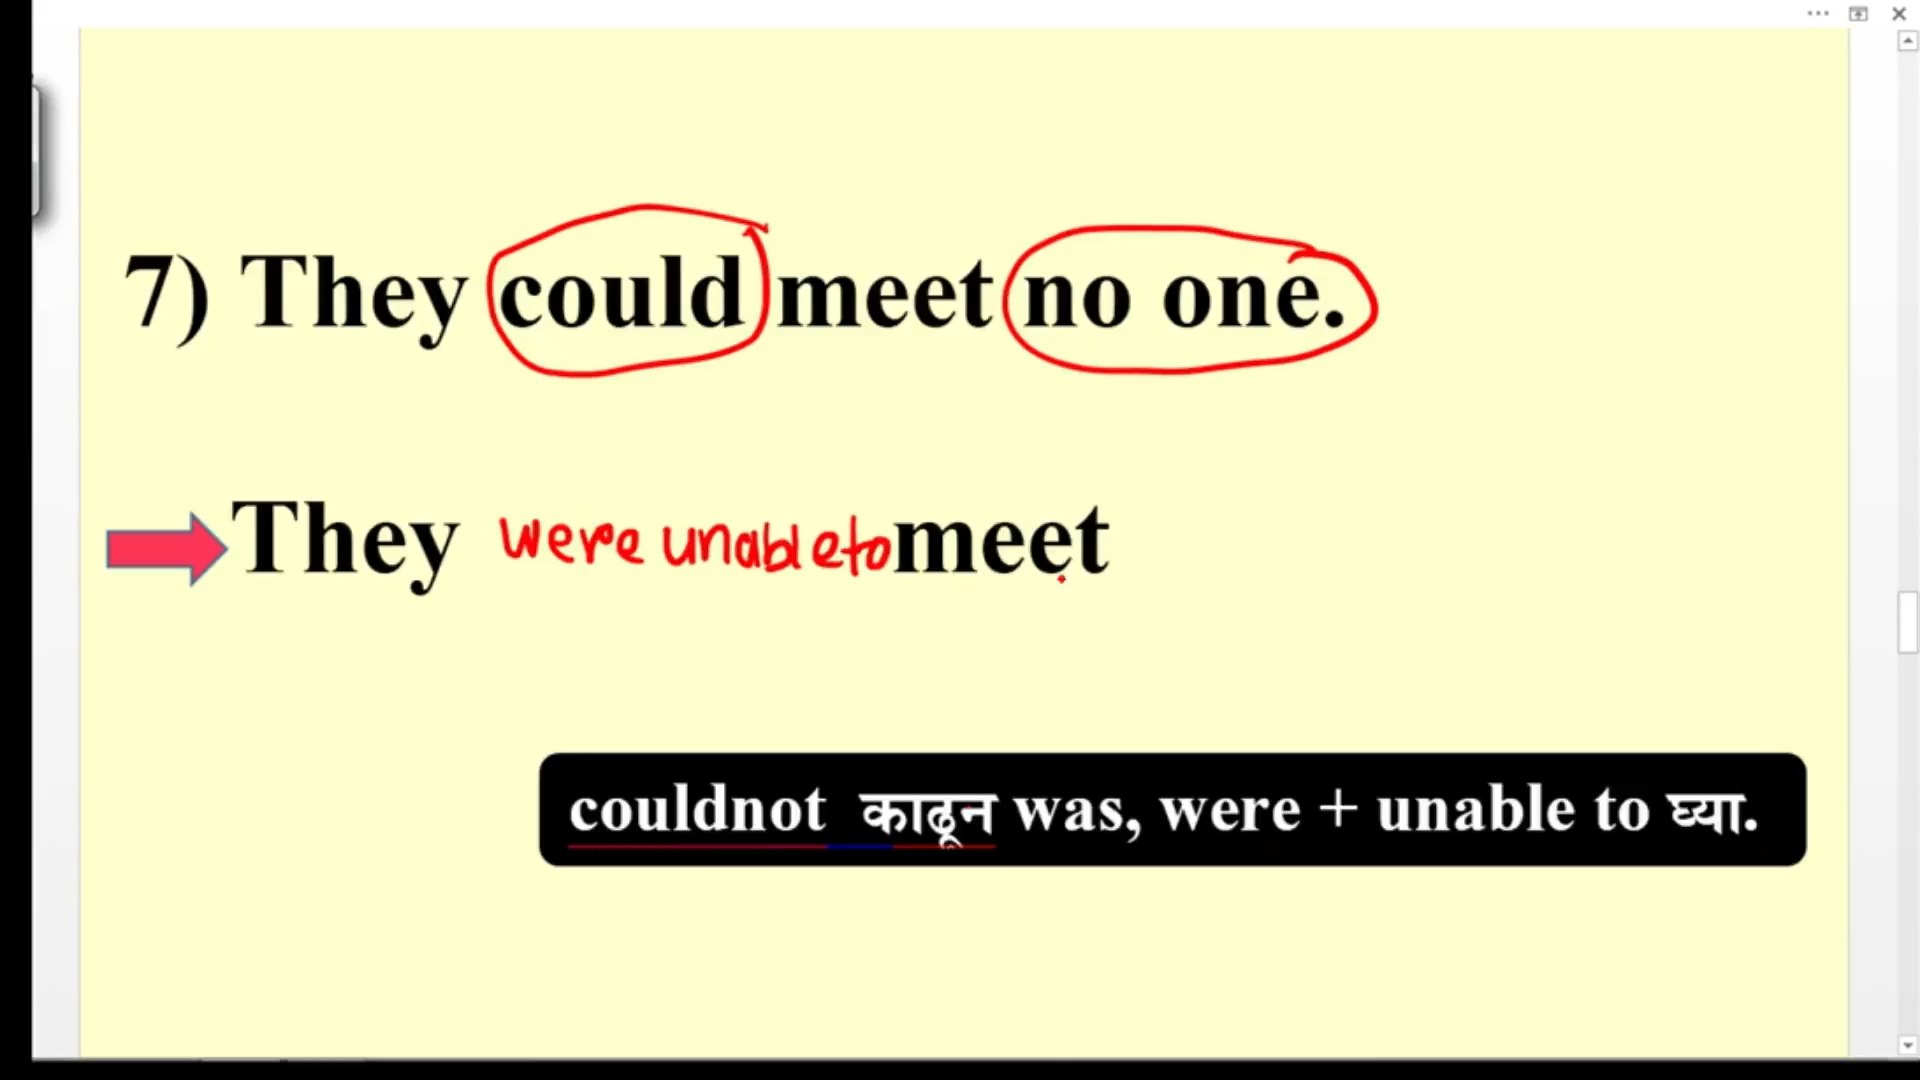 7) They could meet no one.
They were unable to meet
couldnot काढून was, were + unable to घ्या.